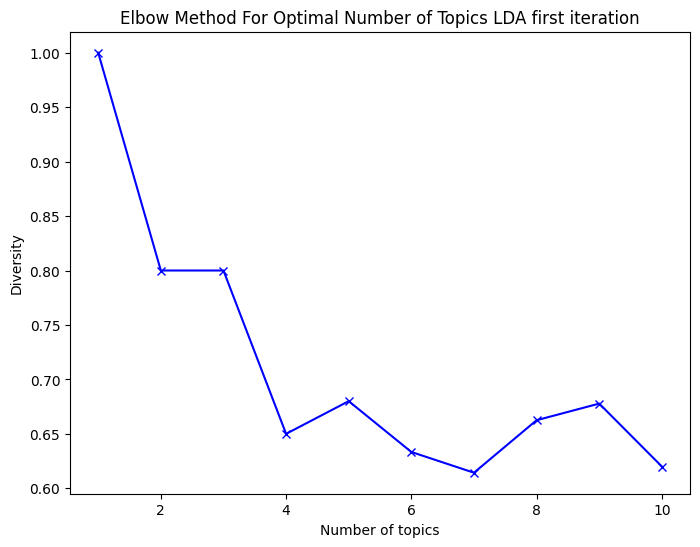 Elbow Method For Optimal Number of Topics LDA first iteration
1.00
0.95
0.90
0.85
0.80
0.75
0.70
0.65
0.60
Diversity
2 4 6 8 10
Number of topics